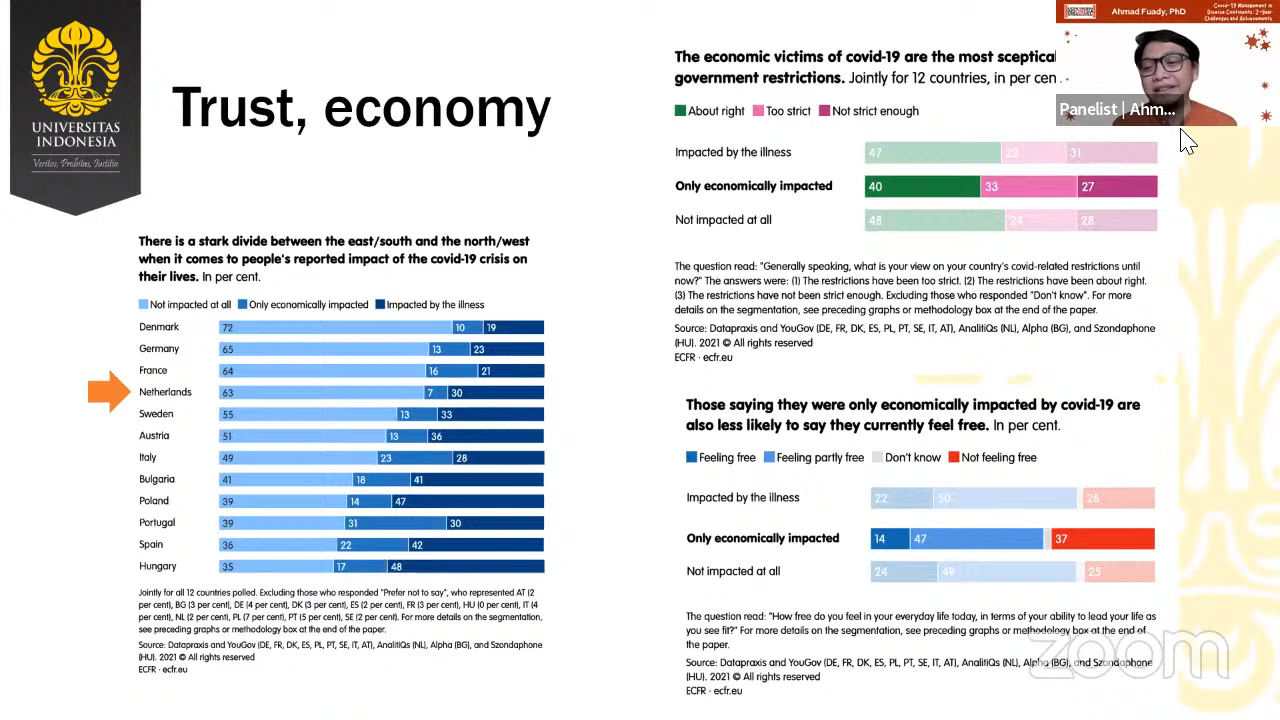 UNIVERSITAS
INDONESIA
Veritas, Probitas, Justitia
Trust, economy
There is a stark divide between the east/south and the north/west
when it comes to people's reported impact of the covid-19 crisis on
their lives. In per cent.
Not impacted at all Only economically impacted Impacted by the illness
Denmark 72 10 19
Germany 65 13 23
France 64 16 21
Netherlands 63 7 30
Sweden 55 13 33
Austria 51 13 36
Italy 49 23 28
Bulgaria 41 18 41
Poland 39 14 47
Portugal 39 31 30
Spain 36 22 42
Hungary 35 17 48
Jointly for all 12 countries polled. Excluding those who responded "Prefer not to say", who represented AT (2
per cent), BG (3 per cent), DE (4 per cent), DK (3 per cent), ES (2 per cent), FR (3 per cent), HU (0 per cent), IT (4
per cent), NL (2 per cent), PL (7 per cent), PT (5 per cent), SE (2 per cent). For more details on the segmentation,
see preceding graphs or methodology box at the end of the paper.
Source: Datapraxis and YouGov (DE, FR, DK, ES, PL, PT, SE, IT, AT), AnalitiQs (NL), Alpha (BG), and Szondaphone
(HU). 2021 © All rights reserved
ECFR · ecfr.eu
The economic victims of covid-19 are the most sceptical
government restrictions. Jointly for 12 countries, in per cen
About right Too strict Not strict enough
Impacted by the illness 47 22 31
Only economically impacted 40 33 27
Not impacted at all 48 24 28
The question read: "Generally speaking, what is your view on your country's covid-related restrictions until
now?" The answers were: (1) The restrictions have been too strict. (2) The restrictions have been about right.
(3) The restrictions have not been strict enough. Excluding those who responded "Don't know". For more
details on the segmentation, see preceding graphs or methodology box at the end of the paper.
Source: Datapraxis and YouGov (DE, FR, DK, ES, PL, PT, SE, IT, AT), AnalitiQs (NL), Alpha (BG), and Szondaphone
(HU). 2021 © All rights reserved
ECFR · ecfr.eu
Those saying they were only economically impacted by covid-19 are
also less likely to say they currently feel free. In per cent.
Feeling free Feeling partly free Don't know Not feeling free
Impacted by the illness 22 50 26
Only economically impacted 14 47 37
Not impacted at all 24 49 25
The question read: "How free do you feel in your everyday life today, in terms of your ability to lead your life as
you see fit?" For more details on the segmentation, see preceding graphs or methodology box at the end of
the paper.
Source: Datapraxis and YouGov (DE, FR, DK, ES, PL, PT, SE, IT, AT), AnalitiQs (NL), Alpha (BG), and Szondaphone
(HU). 2021 © All rights reserved
ECFR · ecfr.eu
Ahmad Fuady, PhD
Covid-19 Management in
Diverse Continents: 2-Year
Challenges and Achievements
Panelist | Ahm...
zoom